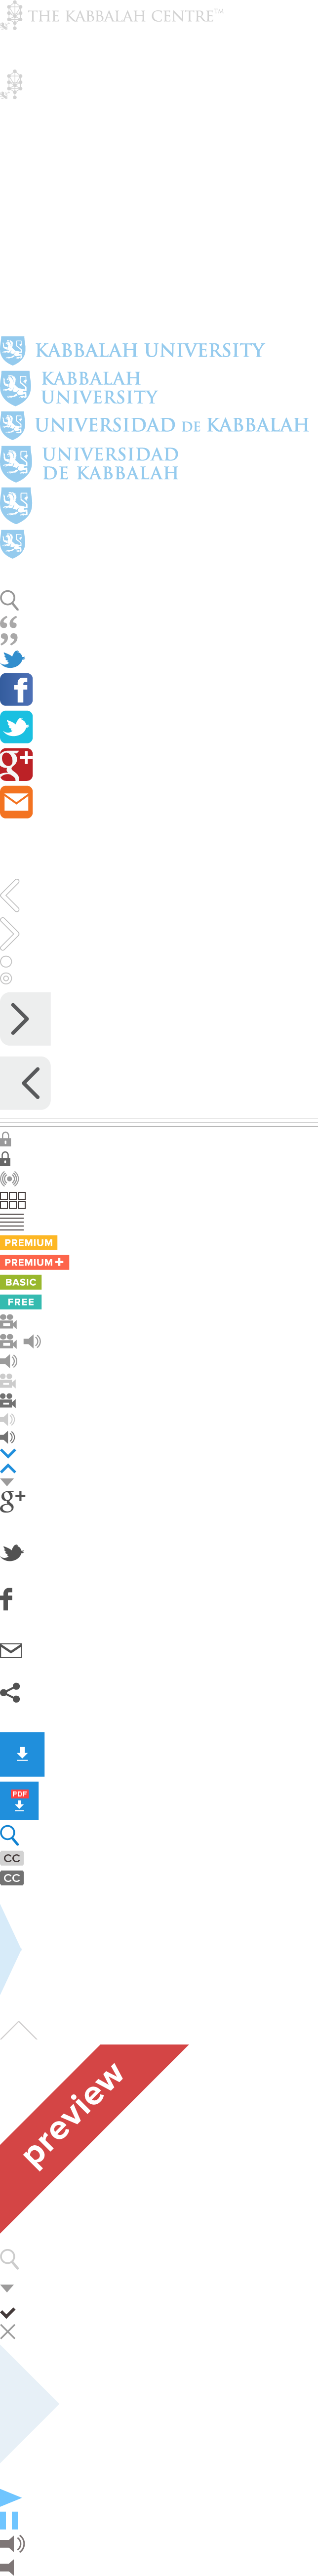 THE KABBALAH CENTRE™
KABBALAH UNIVERSITY
KABBALAH
UNIVERSITY
UNIVERSIDAD DE KABBALAH
UNIVERSIDAD
DE KABBALAH
“
”
f
g+
PREMIUM
PREMIUM +
BASIC
FREE
g+
f
PDF
CC
CC
preview